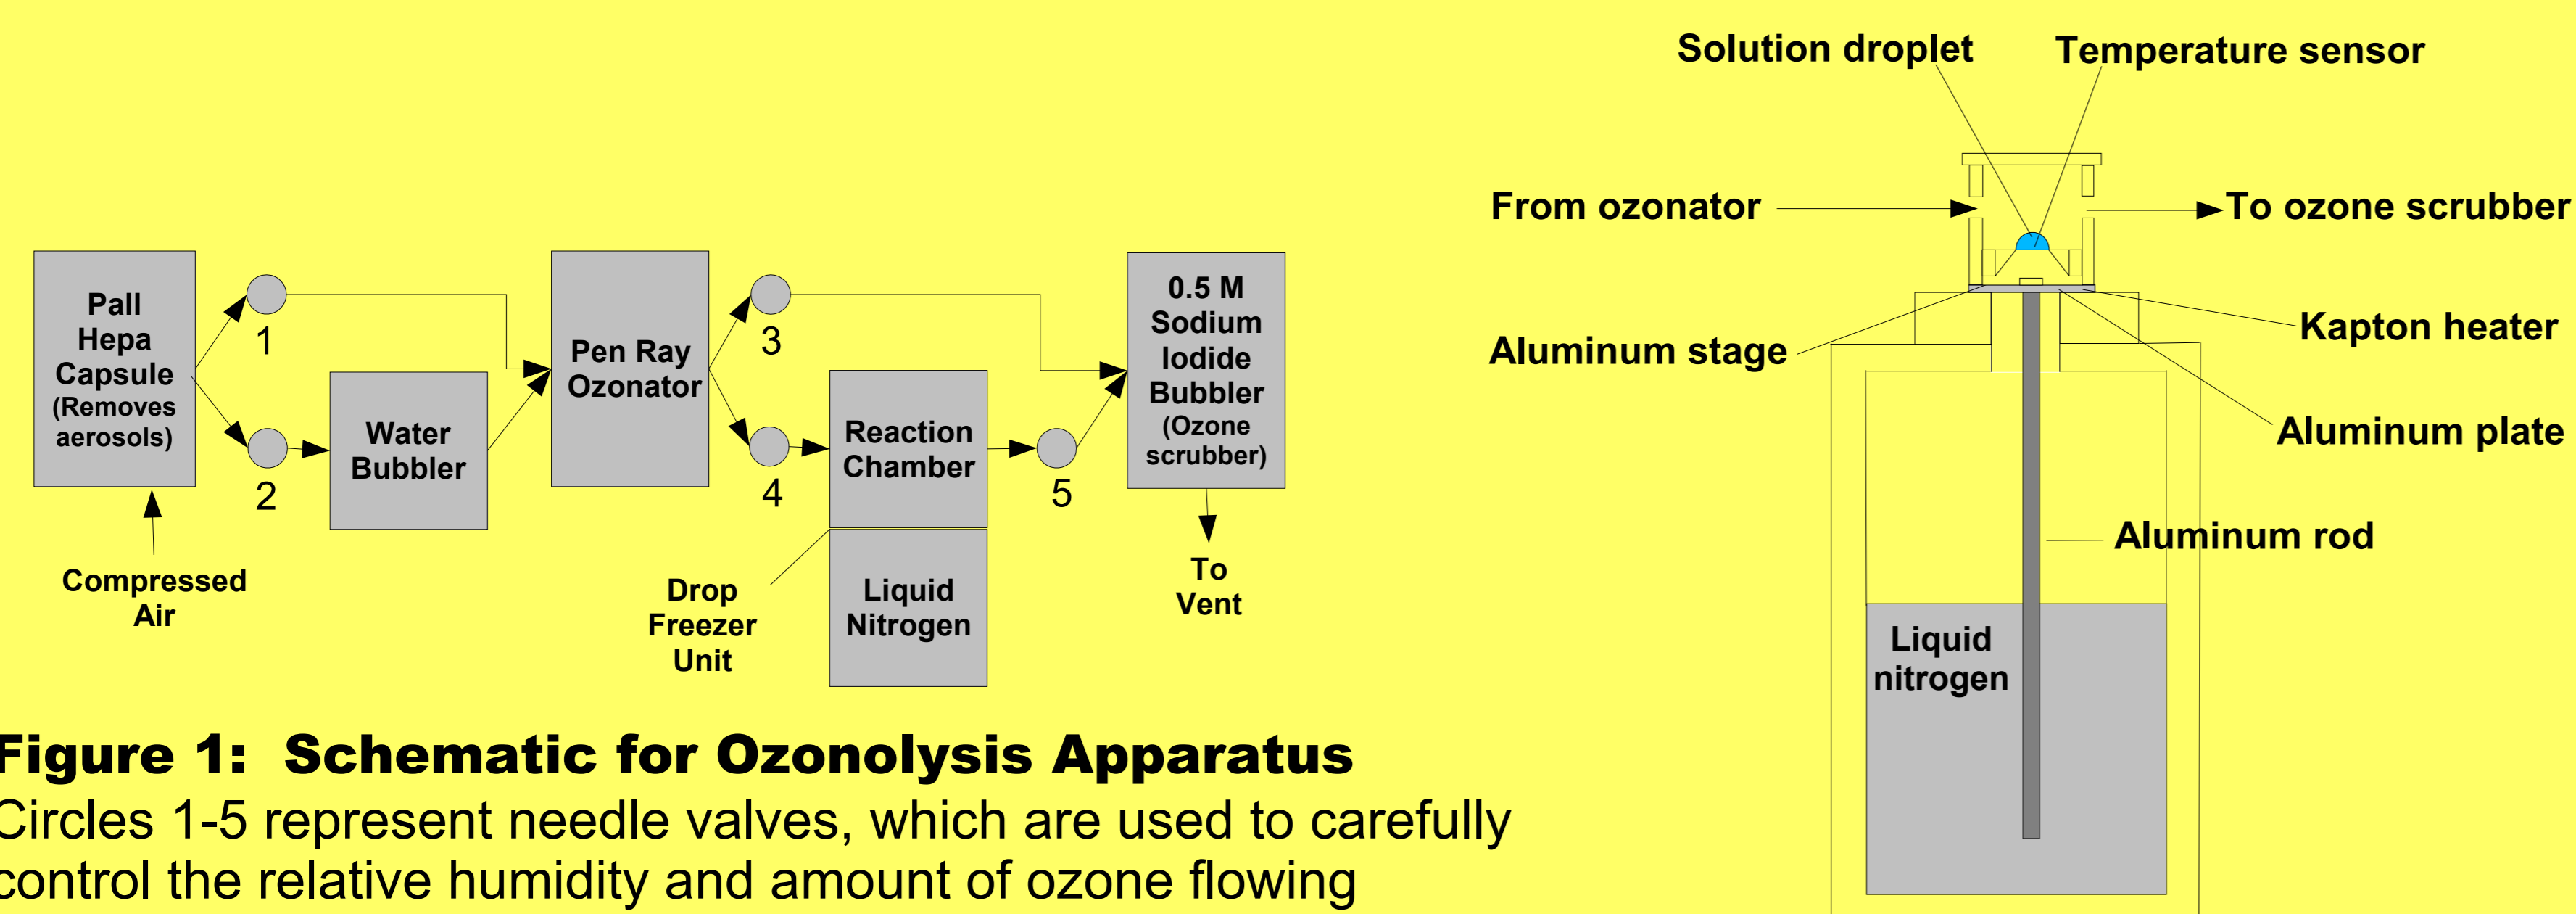 Pall
Hepa
Capsule
(Removes
aerosols)
Compressed
Air
1
2
Water
Bubbler
Pen Ray
Ozonator
3
4
Reaction
Chamber
5
Drop
Freezer
Unit
Liquid
Nitrogen
0.5 M
Sodium
Iodide
Bubbler
(Ozone
scrubber)
To
Vent
Figure 1: Schematic for Ozonolysis Apparatus
Circles 1-5 represent needle valves, which are used to carefully
control the relative humidity and amount of ozone flowing
Solution droplet
Temperature sensor
From ozonator
To ozone scrubber
Aluminum stage
Kapton heater
Aluminum plate
Aluminum rod
Liquid
nitrogen